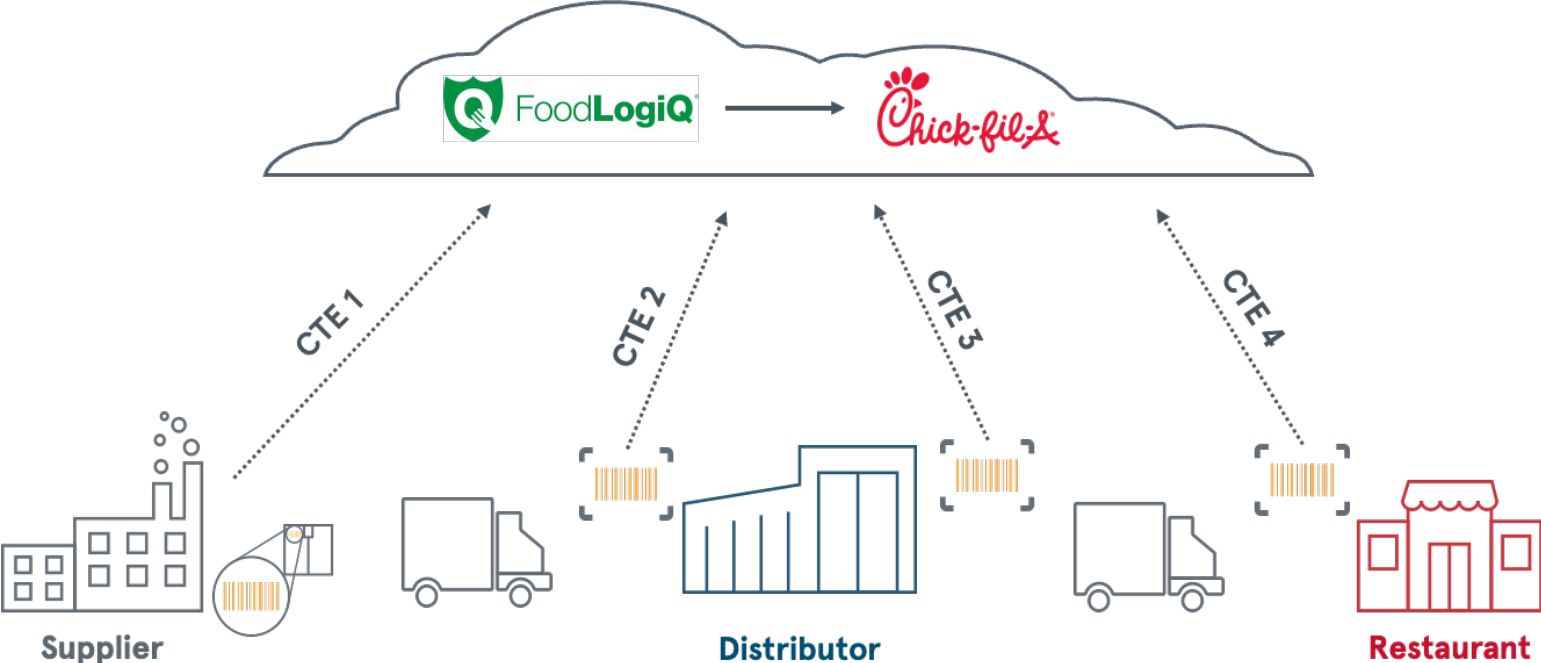 FoodLogiQ®
Chick-fil-A®
CTE 1
CTE 2
CTE 3
CTE 4
Supplier
Distributor
Restaurant